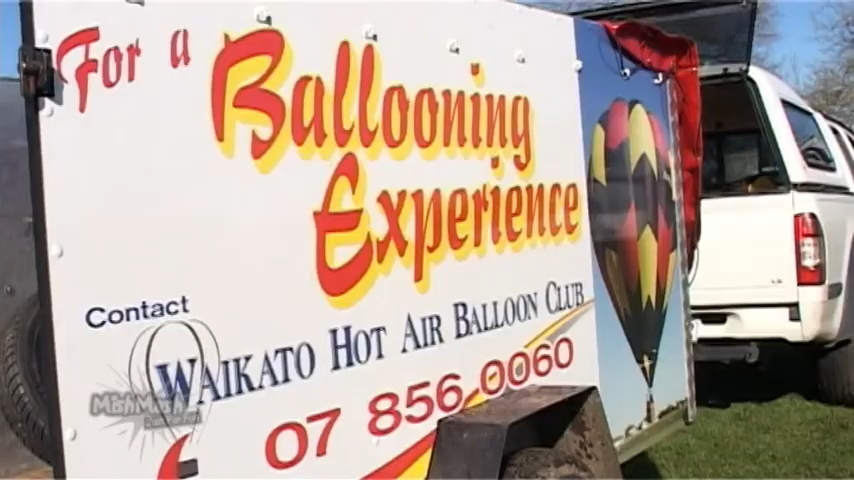 For a
Ballooning
Experience
Contact
WAIKATO HOT AIR BALLOON CLUB
07 856 0060